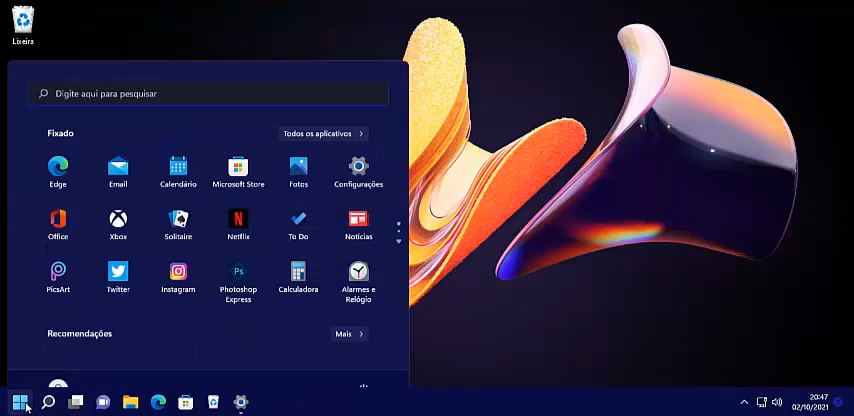 Lixeira
Digite aqui para pesquisar
Fixado
Todos os aplicativos
Edge
Email
Calendário
Microsoft Store
Fotos
Configurações
Office
Xbox
Solitaire
Netflix
To Do
Notícias
PicsArt
Twitter
Instagram
Photoshop
Express
Calculadora
Alarmes e
Relógio
Recomendações
Mais
20:47
02/10/2021